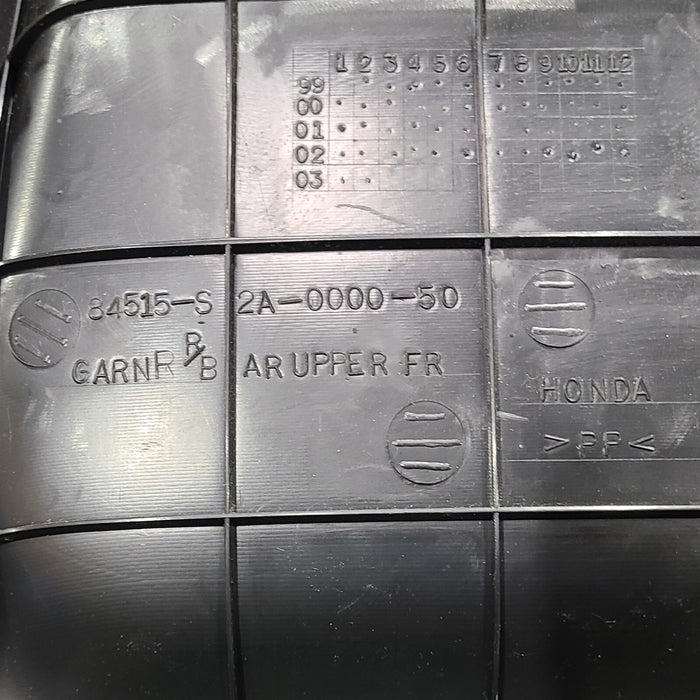 1 2 3 4 5 6 7 8 9 10 11 12
99
00
01
02
03
84515-S 2A-0000-50
GARNR R/B AR UPPER FR
HONDA
>PP<